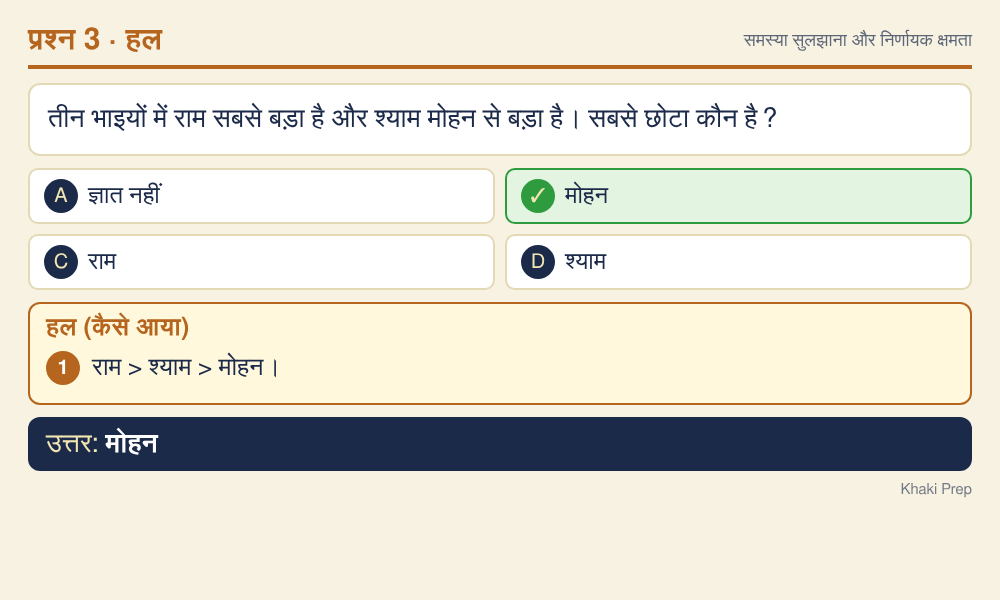 प्रश्न 3 · हल
समस्या सुलझाना और निर्णायक क्षमता
तीन भाइयों में राम सबसे बड़ा है और श्याम मोहन से बड़ा है। सबसे छोटा कौन है ?
A ज्ञात नहीं
✓ मोहन
C राम
D श्याम
हल (कैसे आया)
1 राम > श्याम > मोहन।
उत्तर: मोहन
Khaki Prep